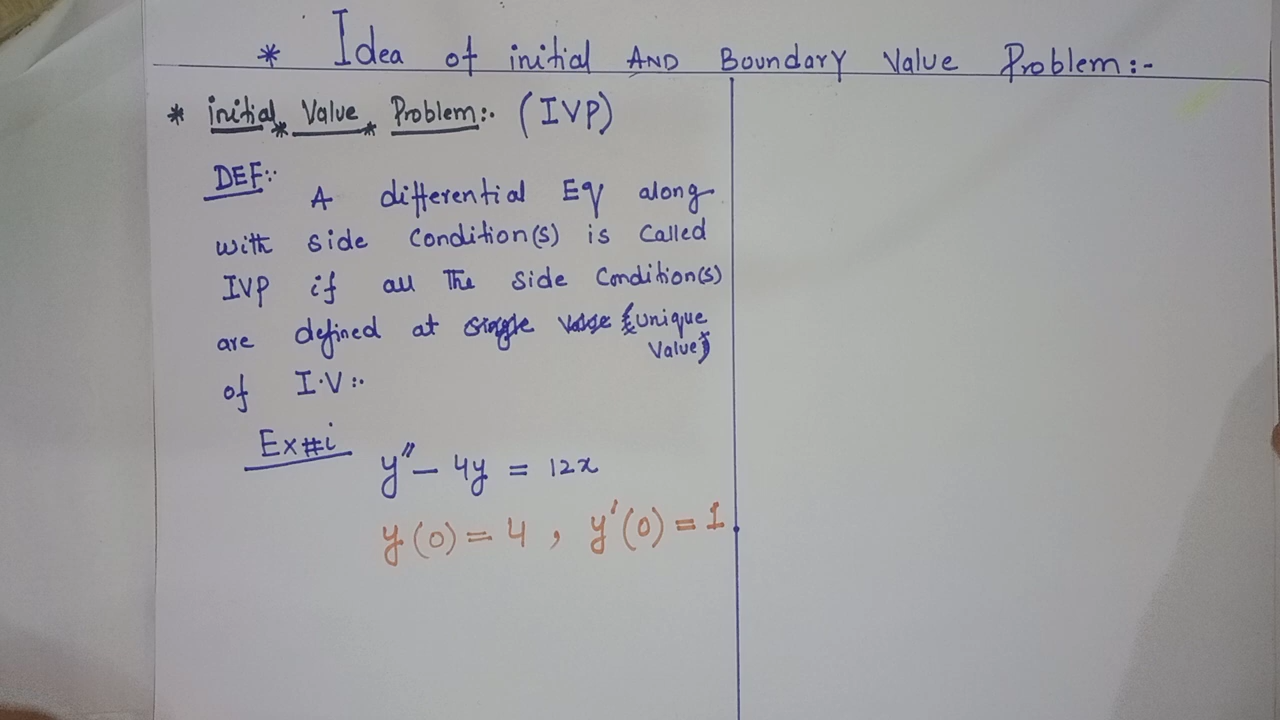 * Idea of initial AND Boundary Value Problem:-
* initial Value Problem:- (IVP)
DEF:-
A differential Eq along
with side condition(s) is called
IVP if all the side Condition(s)
are defined at single value (unique
value)
of I.V:-
Ex#i
y" - 4y = 12x
y(0) = 4 , y'(0) = 1